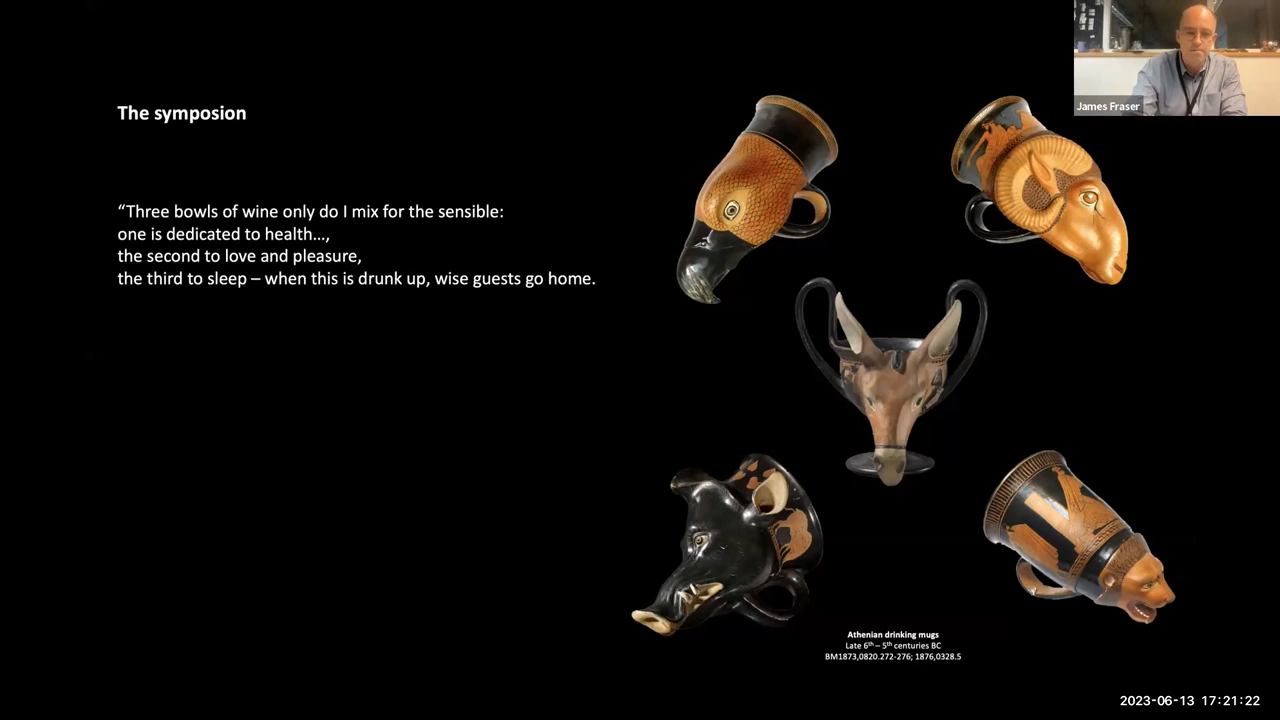 James Fraser
The symposion
“Three bowls of wine only do I mix for the sensible:
one is dedicated to health…,
the second to love and pleasure,
the third to sleep – when this is drunk up, wise guests go home.
Athenian drinking mugs
Late 6th – 5th centuries BC
BM1873,0820.272-276; 1876,0328.5
2023-06-13 17:21:22